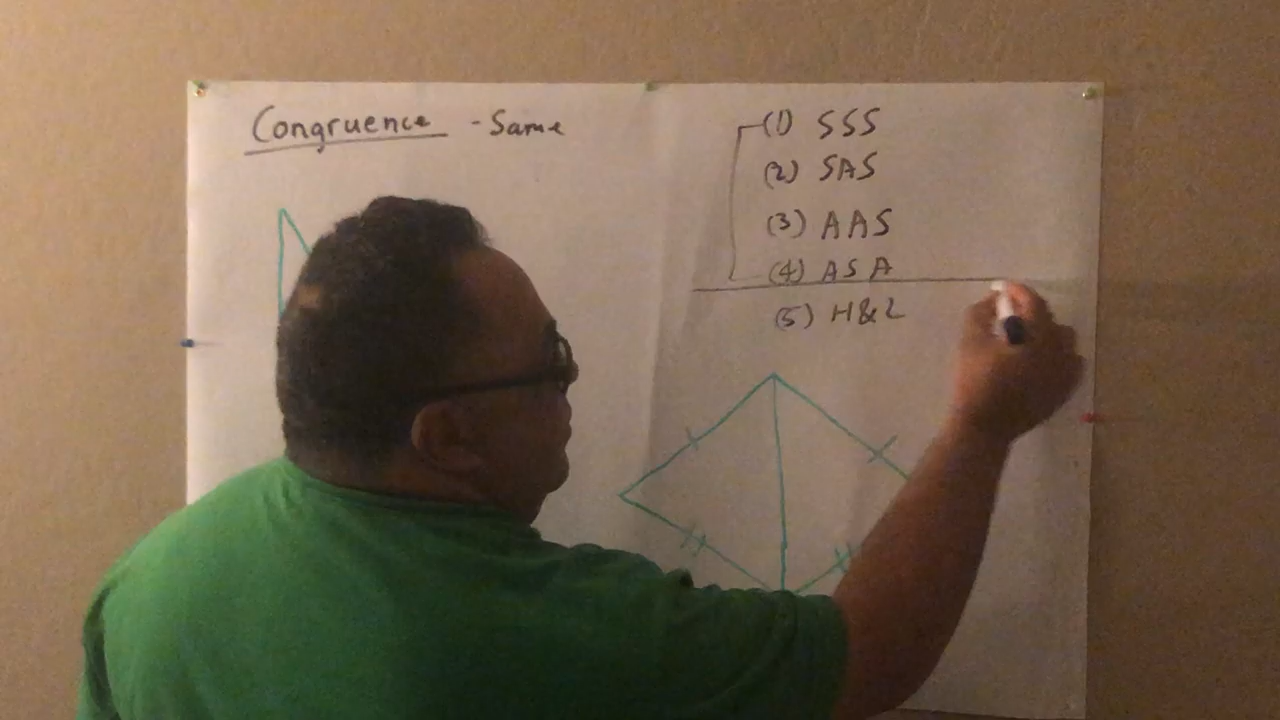 Congruence - Same
(1) SSS
(2) SAS
(3) AAS
(4) ASA
(5) H&L